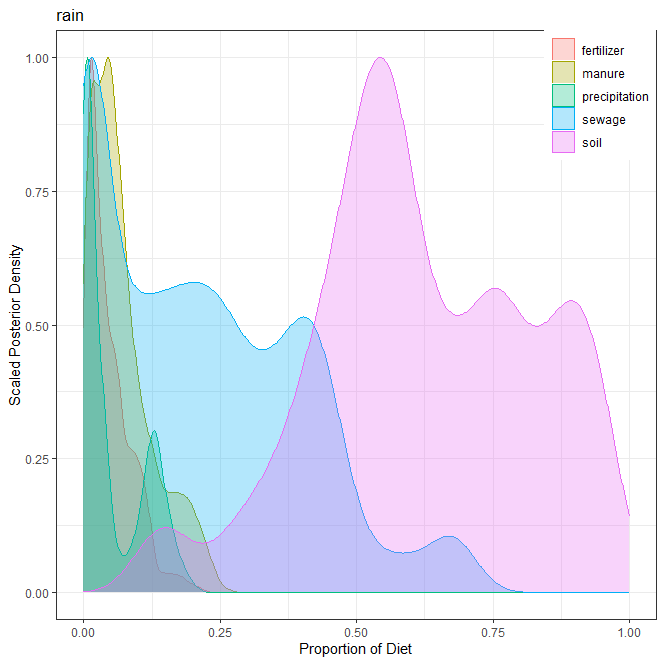 rain
fertilizer
manure
precipitation
sewage
soil
Scaled Posterior Density
1.00
0.75
0.50
0.25
0.00
0.00 0.25 0.50 0.75 1.00
Proportion of Diet